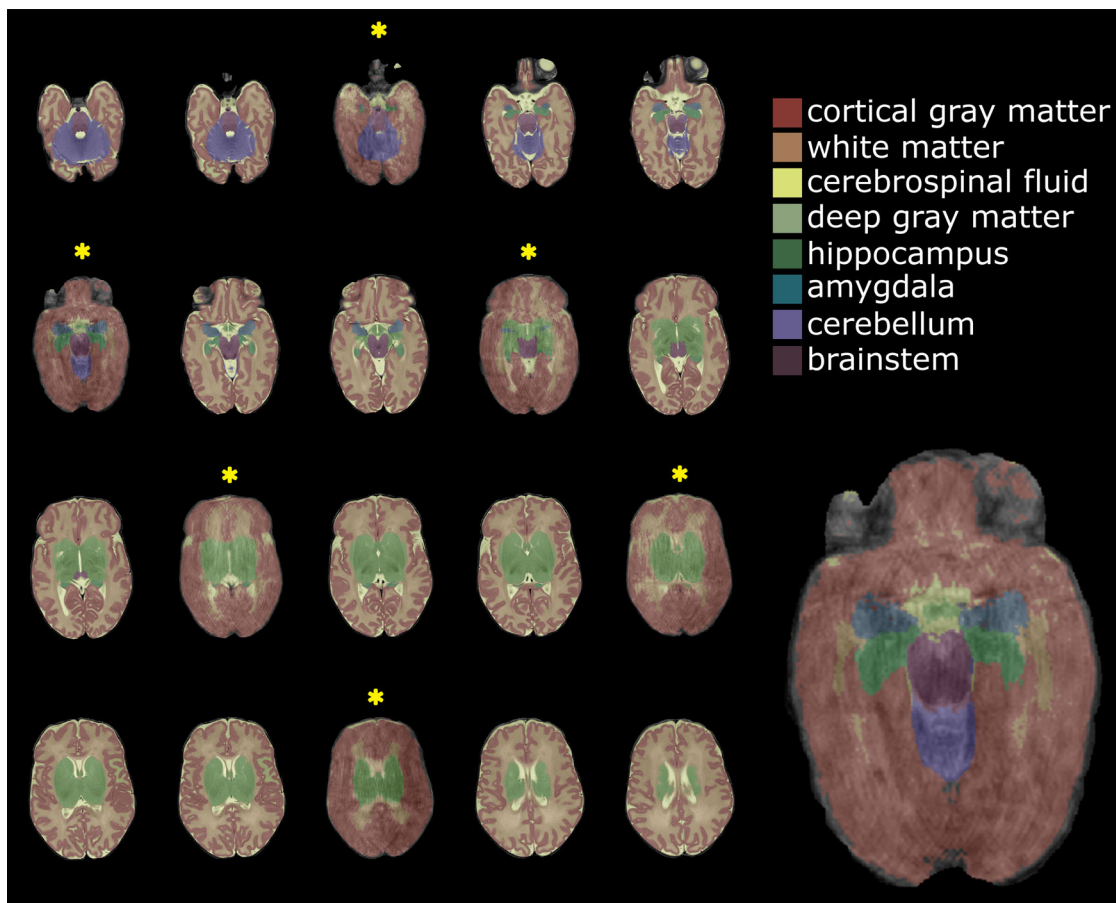 *
cortical gray matter
white matter
cerebrospinal fluid
deep gray matter
hippocampus
amygdala
cerebellum
brainstem
*
*
*
*
*